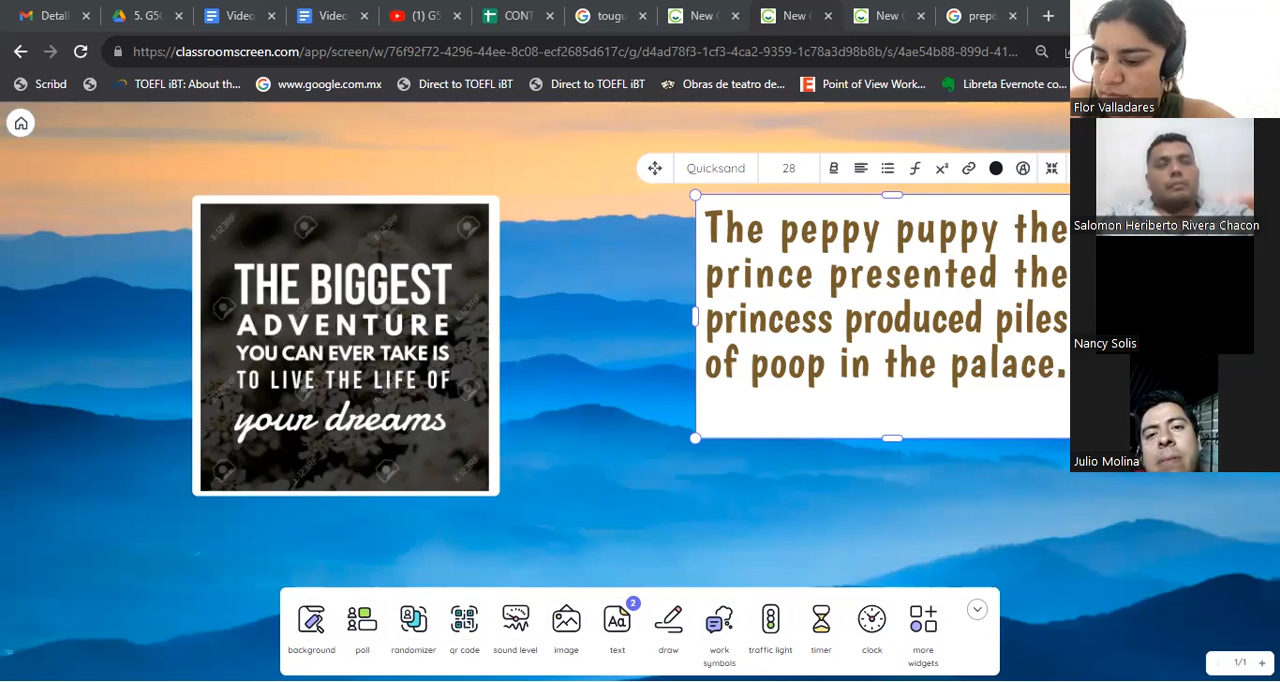 Detail
5. G5
Video
Video
(1) G5
CONT
tougu
New C
New C
New C
prepo
https://classroomscreen.com/app/screen/w/76f92f72-4296-44ee-8c08-ecf2685d617c/g/d4ad78f3-1cf3-4ca2-9359-1c78a3d98b8b/s/4ae54b88-899d-41...
Scribd
TOEFL iBT: About th...
www.google.com.mx
Direct to TOEFL iBT
Direct to TOEFL iBT
Obras de teatro de...
Point of View Work...
Libreta Evernote co...
Flor Valladares
Salomon Heriberto Rivera Chacon
Nancy Solis
Julio Molina
Quicksand 28
THE BIGGEST
ADVENTURE
YOU CAN EVER TAKE IS
TO LIVE THE LIFE OF
your dreams
The peppy puppy the
prince presented the
princess produced piles
of poop in the palace.
2
background
poll
randomizer
qr code
sound level
image
text
draw
work
symbols
traffic light
timer
clock
more
widgets
1/1